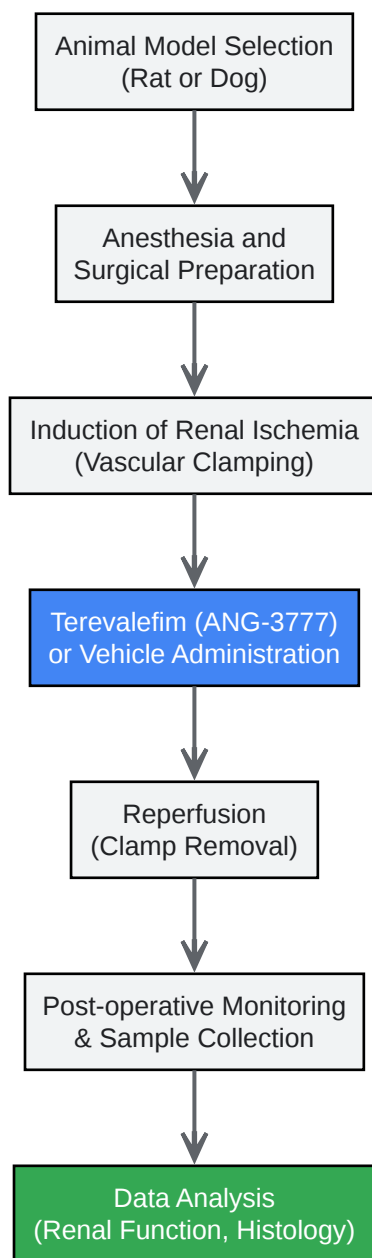 Animal Model Selection
(Rat or Dog)
Anesthesia and
Surgical Preparation
Induction of Renal Ischemia
(Vascular Clamping)
Terevalefim (ANG-3777)
or Vehicle Administration
Reperfusion
(Clamp Removal)
Post-operative Monitoring
& Sample Collection
Data Analysis
(Renal Function, Histology)